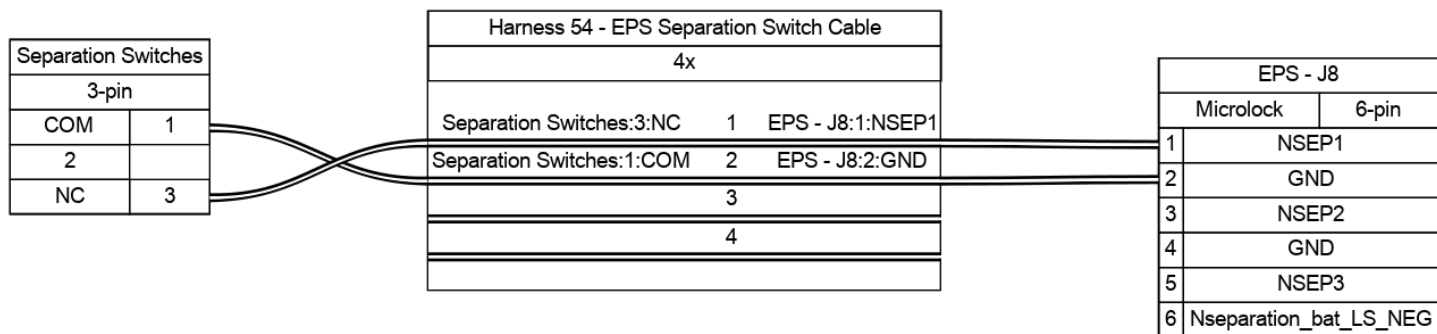 Separation Switches
3-pin
COM 1
2
NC 3
Harness 54 - EPS Separation Switch Cable
4x
Separation Switches:3:NC 1 EPS - J8:1:NSEP1
Separation Switches:1:COM 2 EPS - J8:2:GND
3
4
EPS - J8
Microlock 6-pin
1 NSEP1
2 GND
3 NSEP2
4 GND
5 NSEP3
6 Nseparation_bat_LS_NEG